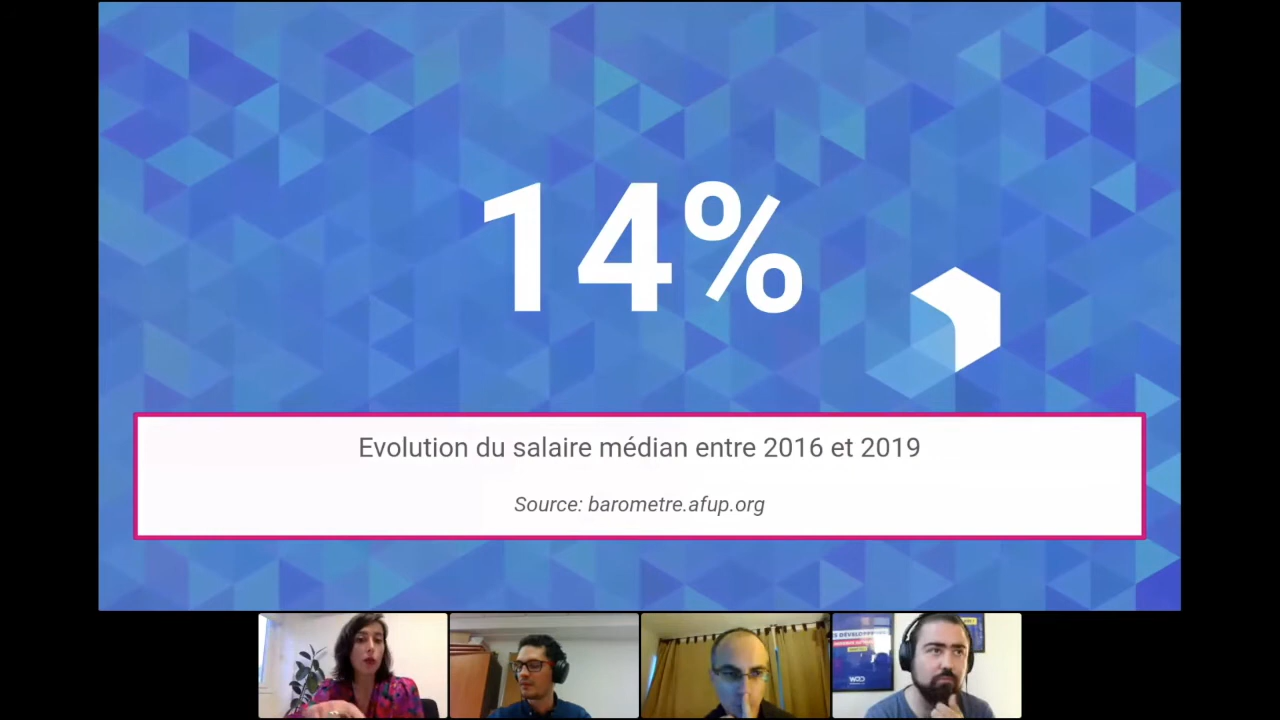 14%
Evolution du salaire médian entre 2016 et 2019
Source: barometre.afup.org